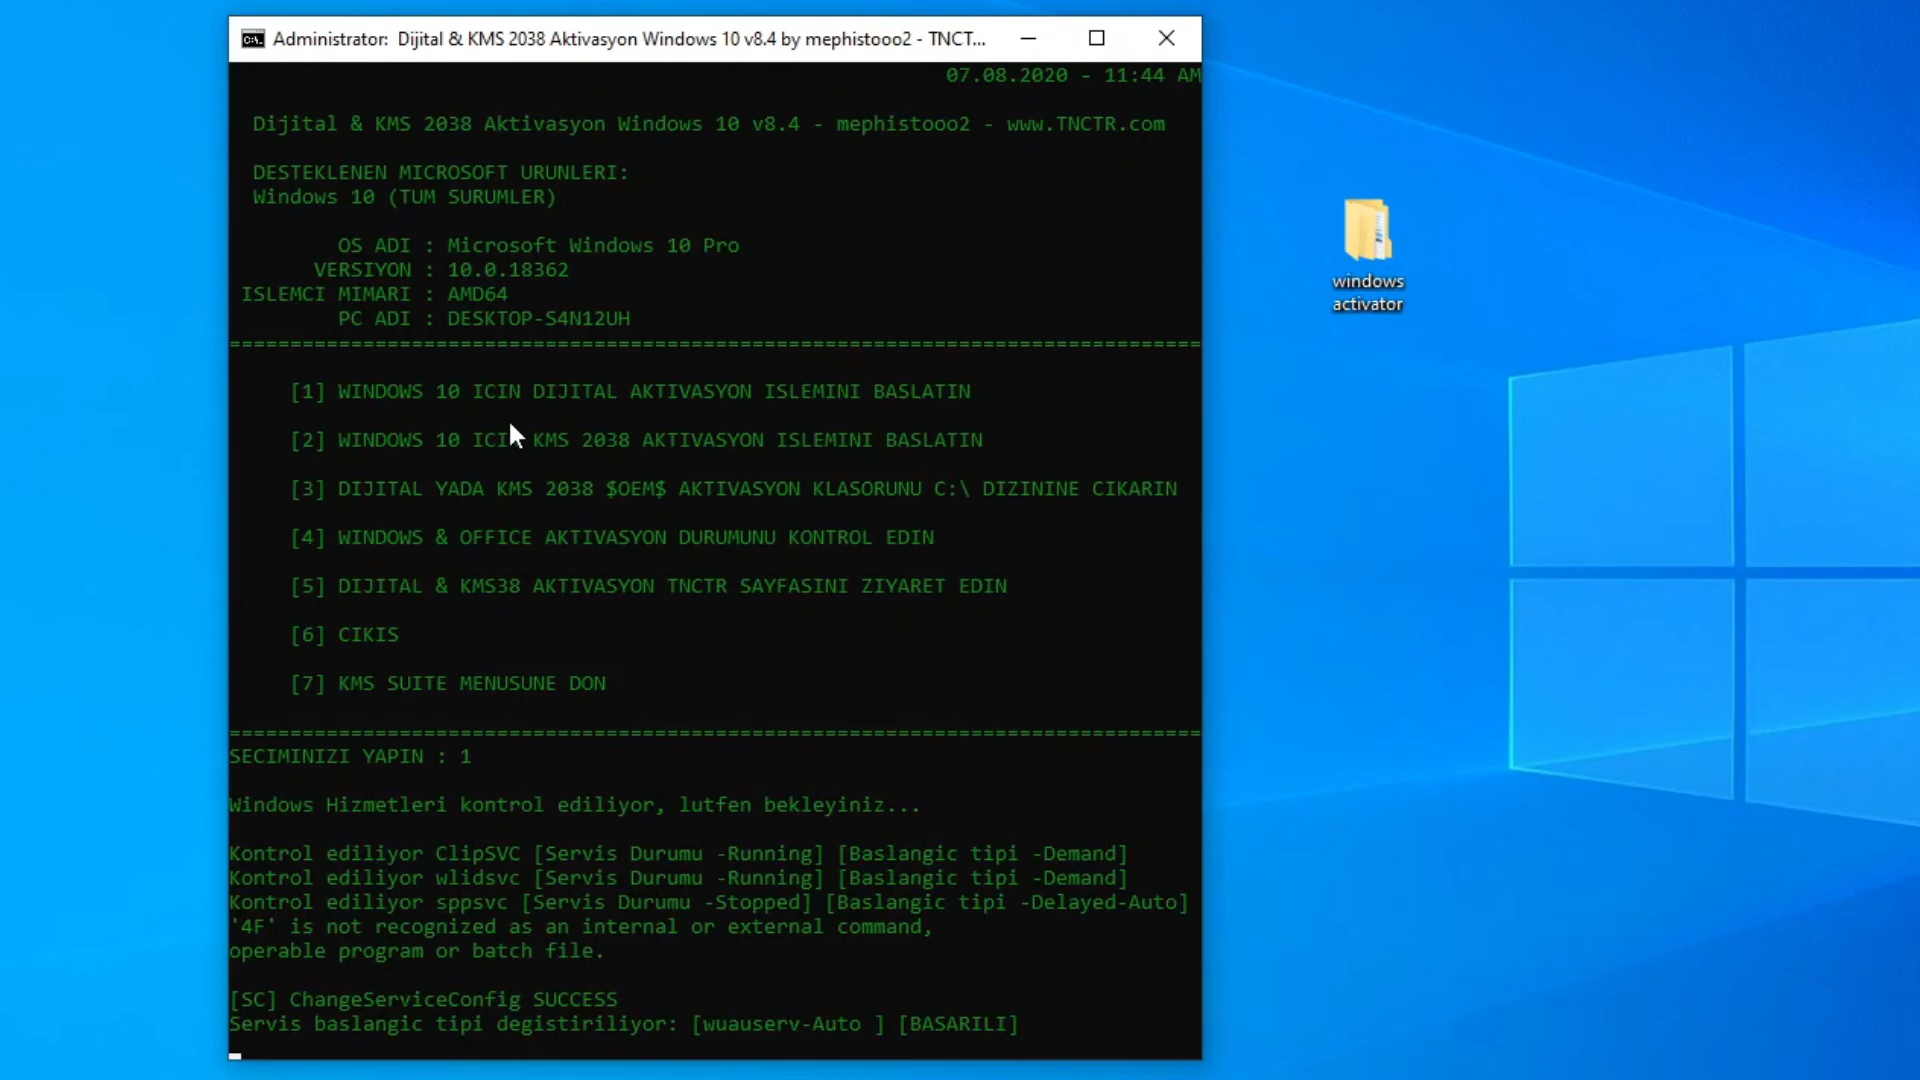 Administrator: Dijital & KMS 2038 Aktivasyon Windows 10 v8.4 by mephistooo2 - TNCT...
07.08.2020 - 11:44 AM
Dijital & KMS 2038 Aktivasyon Windows 10 v8.4 - mephistooo2 - www.TNCTR.com
DESTEKLENEN MICROSOFT URUNLERI:
Windows 10 (TUM SURUMLER)
OS ADI : Microsoft Windows 10 Pro
VERSIYON : 10.0.18362
ISLEMCI MIMARI : AMD64
PC ADI : DESKTOP-S4N12UH
================================================================================
[1] WINDOWS 10 ICIN DIJITAL AKTIVASYON ISLEMINI BASLATIN
[2] WINDOWS 10 ICIN KMS 2038 AKTIVASYON ISLEMINI BASLATIN
[3] DIJITAL YADA KMS 2038 $OEM$ AKTIVASYON KLASORUNU C:\ DIZININE CIKARIN
[4] WINDOWS & OFFICE AKTIVASYON DURUMUNU KONTROL EDIN
[5] DIJITAL & KMS38 AKTIVASYON TNCTR SAYFASINI ZIYARET EDIN
[6] CIKIS
[7] KMS SUITE MENUSUNE DON
================================================================================
SECIMINIZI YAPIN : 1
Windows Hizmetleri kontrol ediliyor, lutfen bekleyiniz...
Kontrol ediliyor ClipSVC [Servis Durumu -Running] [Baslangic tipi -Demand]
Kontrol ediliyor wlidsvc [Servis Durumu -Running] [Baslangic tipi -Demand]
Kontrol ediliyor sppsvc [Servis Durumu -Stopped] [Baslangic tipi -Delayed-Auto]
'4F' is not recognized as an internal or external command,
operable program or batch file.
[SC] ChangeServiceConfig SUCCESS
Servis baslangic tipi degistiriliyor: [wuauserv-Auto ] [BASARILI]
windows
activator